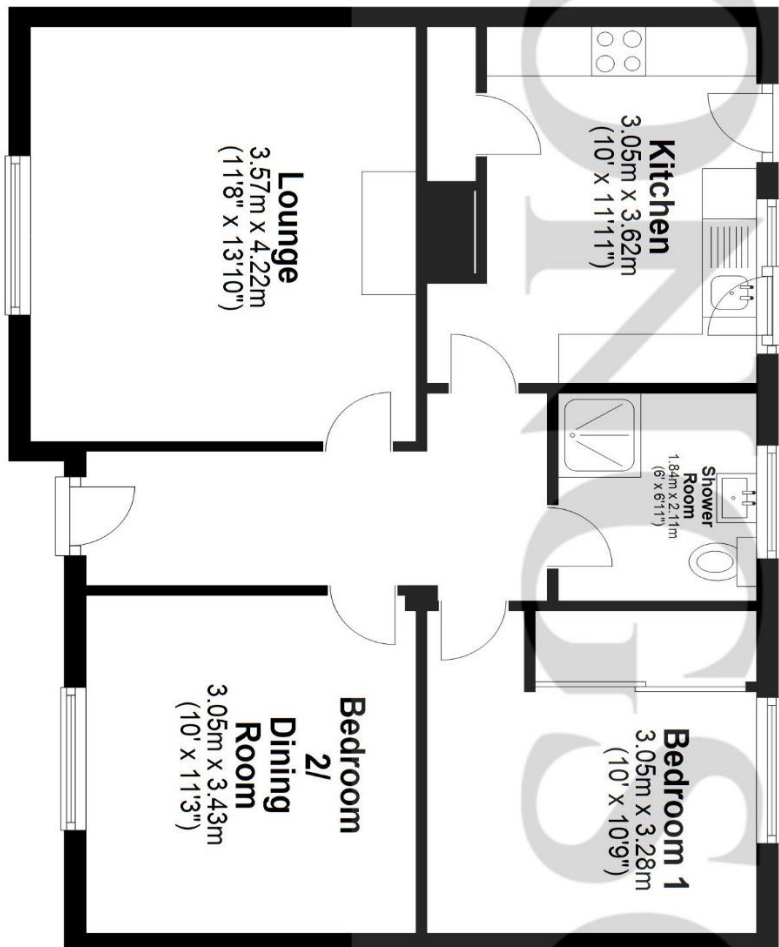 Kitchen
3.05m x 3.62m
(10' x 11'11")
Shower
Room
1.84m x 2.11m
(6' x 6'11")
Bedroom 1
3.05m x 3.28m
(10' x 10'9")
Lounge
3.57m x 4.22m
(11'8" x 13'10")
Bedroom
2/
Dining
Room
3.05m x 3.43m
(10' x 11'3")